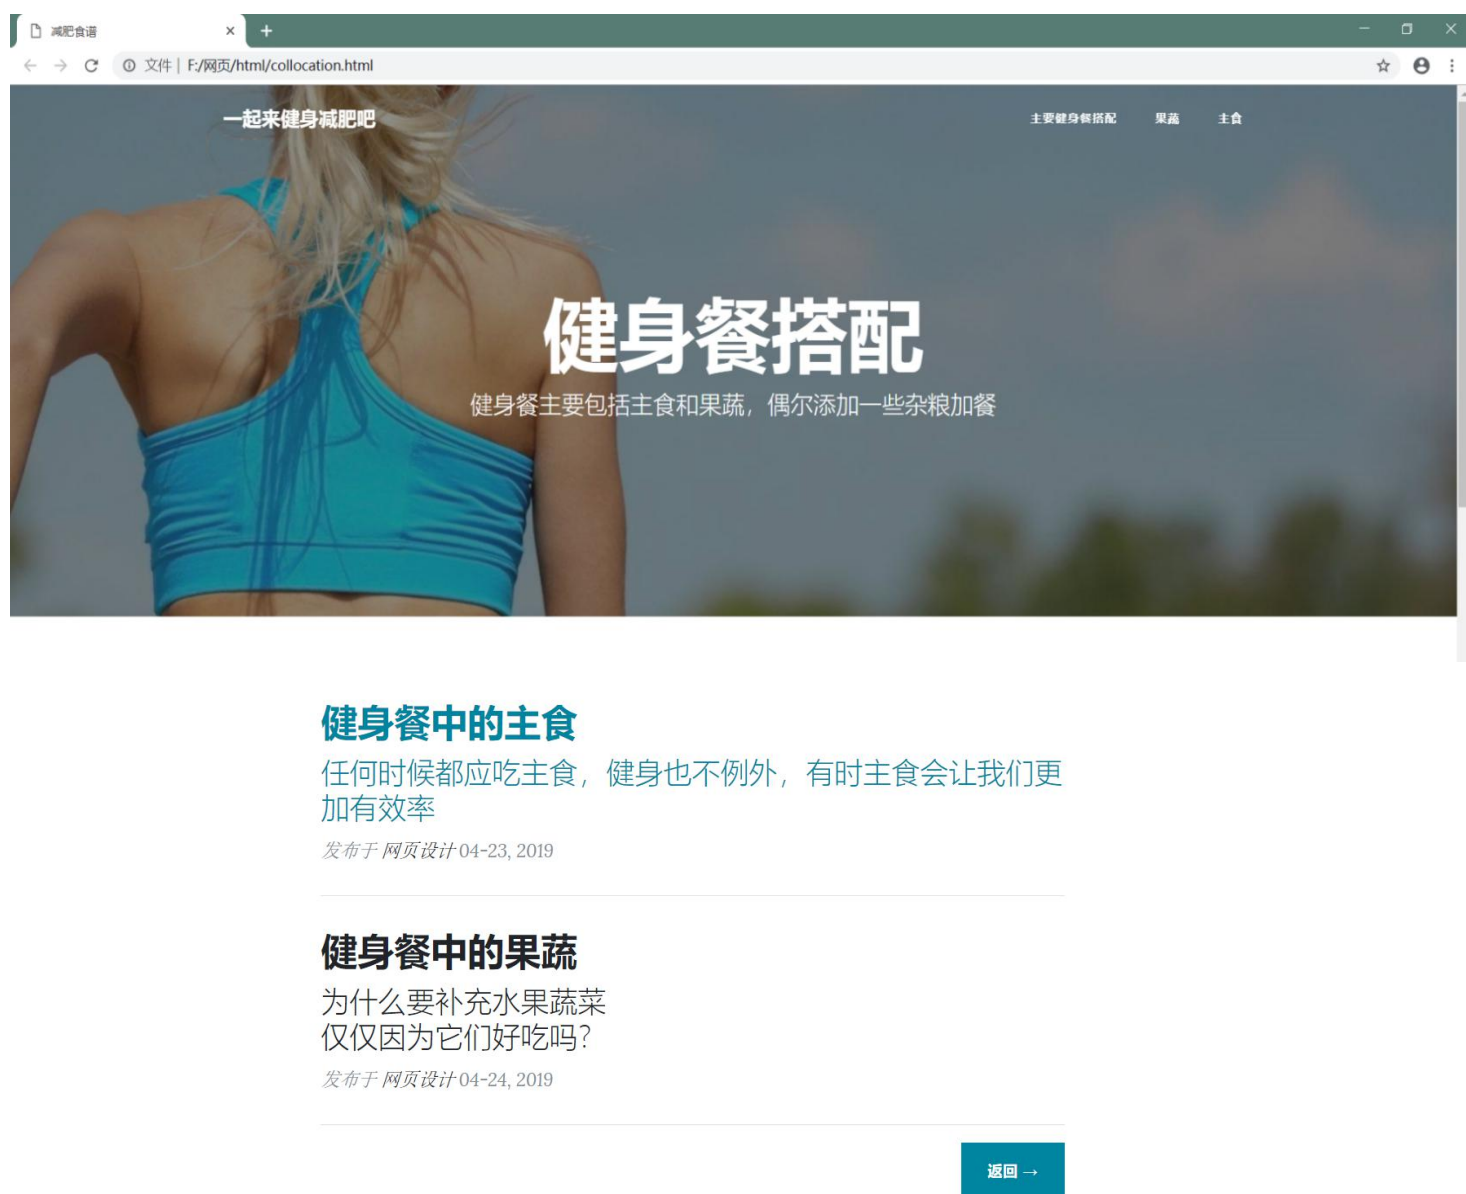 减肥食谱
文件 | F:/网页/html/collocation.html
一起来健身减肥吧
主要健身餐搭配 果蔬 主食
健身餐搭配
健身餐主要包括主食和果蔬，偶尔添加一些杂粮加餐
健身餐中的主食
任何时候都应吃主食，健身也不例外，有时主食会让我们更
加有效率
发布于 网页设计 04-23, 2019
健身餐中的果蔬
为什么要补充水果蔬菜
仅仅因为它们好吃吗？
发布于 网页设计 04-24, 2019
返回 →